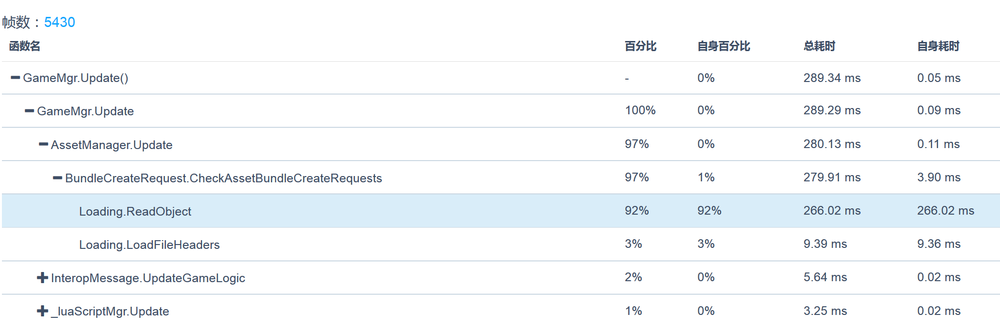 帧数：5430
函数名 百分比 自身百分比 总耗时 自身耗时
GameMgr.Update() - 0% 289.34 ms 0.05 ms
GameMgr.Update 100% 0% 289.29 ms 0.09 ms
AssetManager.Update 97% 0% 280.13 ms 0.11 ms
BundleCreateRequest.CheckAssetBundleCreateRequests 97% 1% 279.91 ms 3.90 ms
Loading.ReadObject 92% 92% 266.02 ms 266.02 ms
Loading.LoadFileHeaders 3% 3% 9.39 ms 9.36 ms
InteropMessage.UpdateGameLogic 2% 0% 5.64 ms 0.02 ms
_luaScriptMgr.Update 1% 0% 3.25 ms 0.02 ms